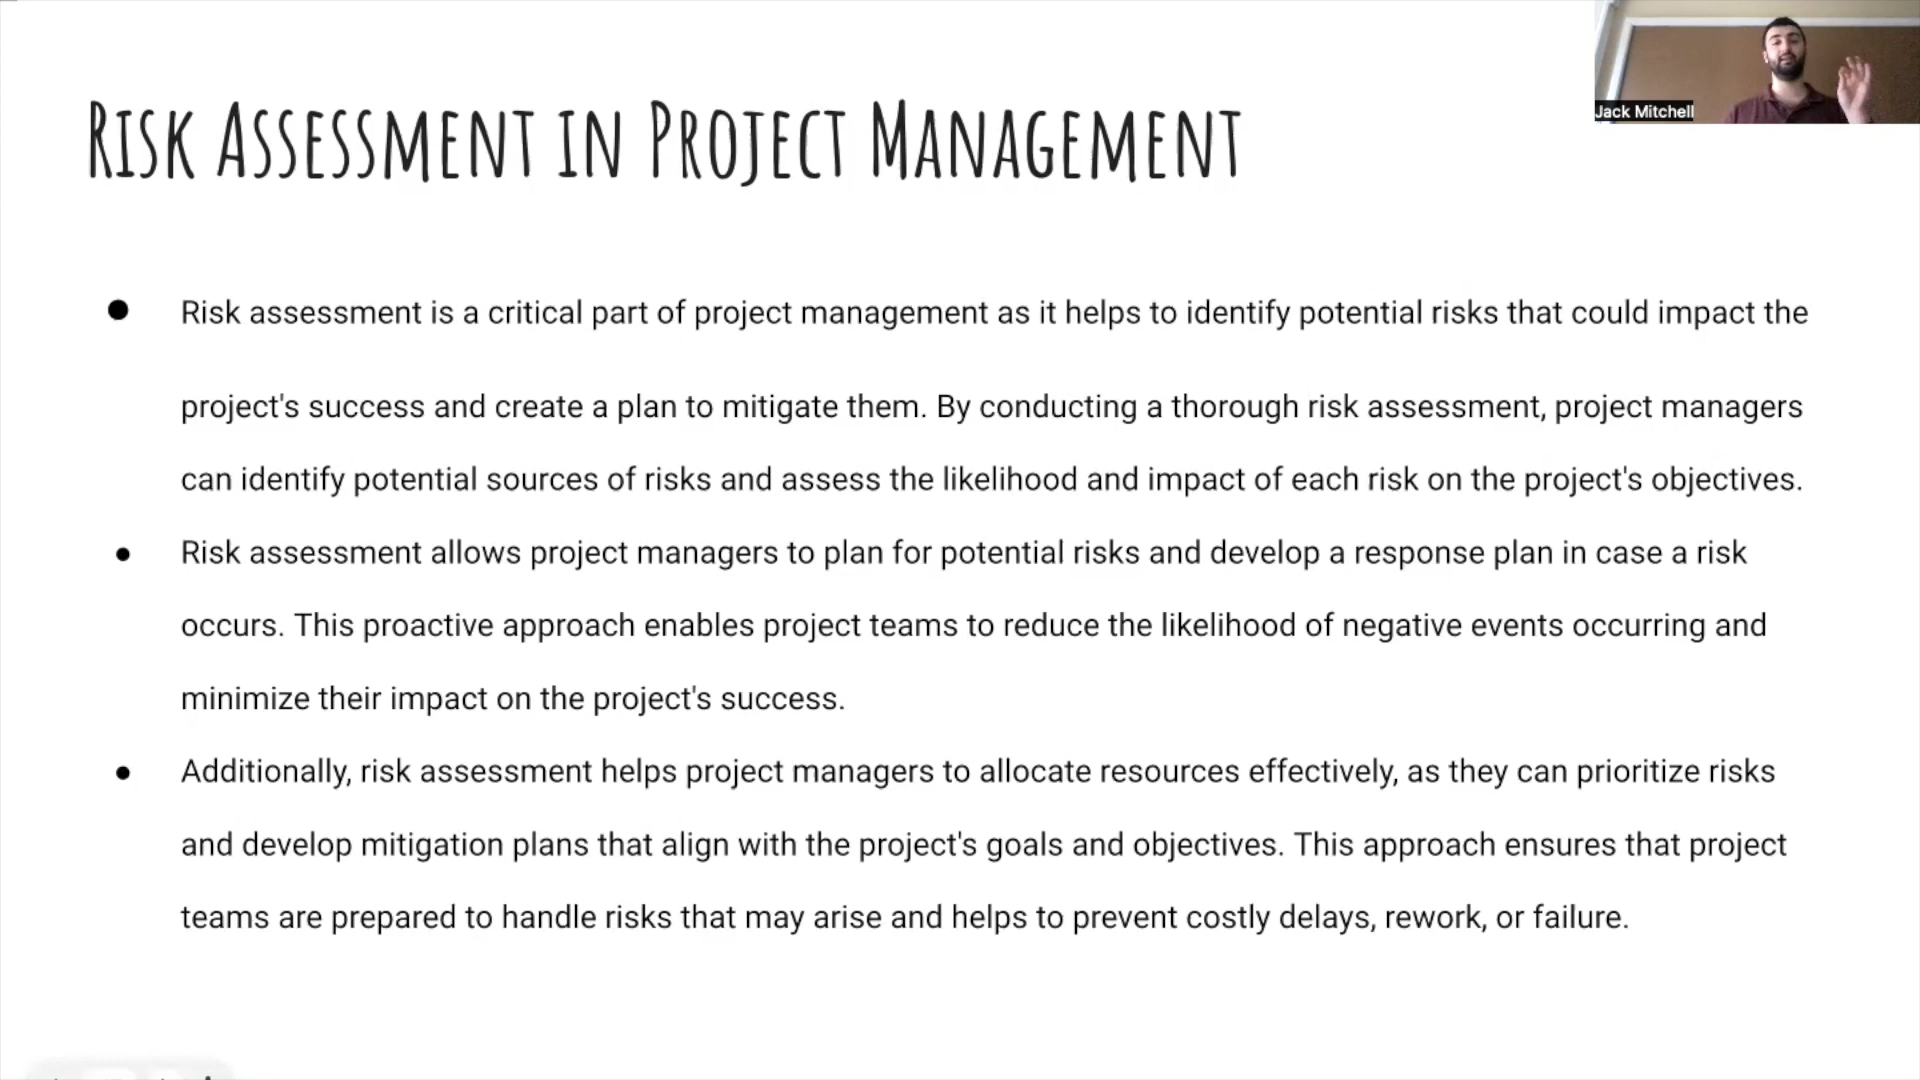 Risk Assessment in Project Management
Jack Mitchell
● Risk assessment is a critical part of project management as it helps to identify potential risks that could impact the
project's success and create a plan to mitigate them. By conducting a thorough risk assessment, project managers
can identify potential sources of risks and assess the likelihood and impact of each risk on the project's objectives.
● Risk assessment allows project managers to plan for potential risks and develop a response plan in case a risk
occurs. This proactive approach enables project teams to reduce the likelihood of negative events occurring and
minimize their impact on the project's success.
● Additionally, risk assessment helps project managers to allocate resources effectively, as they can prioritize risks
and develop mitigation plans that align with the project's goals and objectives. This approach ensures that project
teams are prepared to handle risks that may arise and helps to prevent costly delays, rework, or failure.